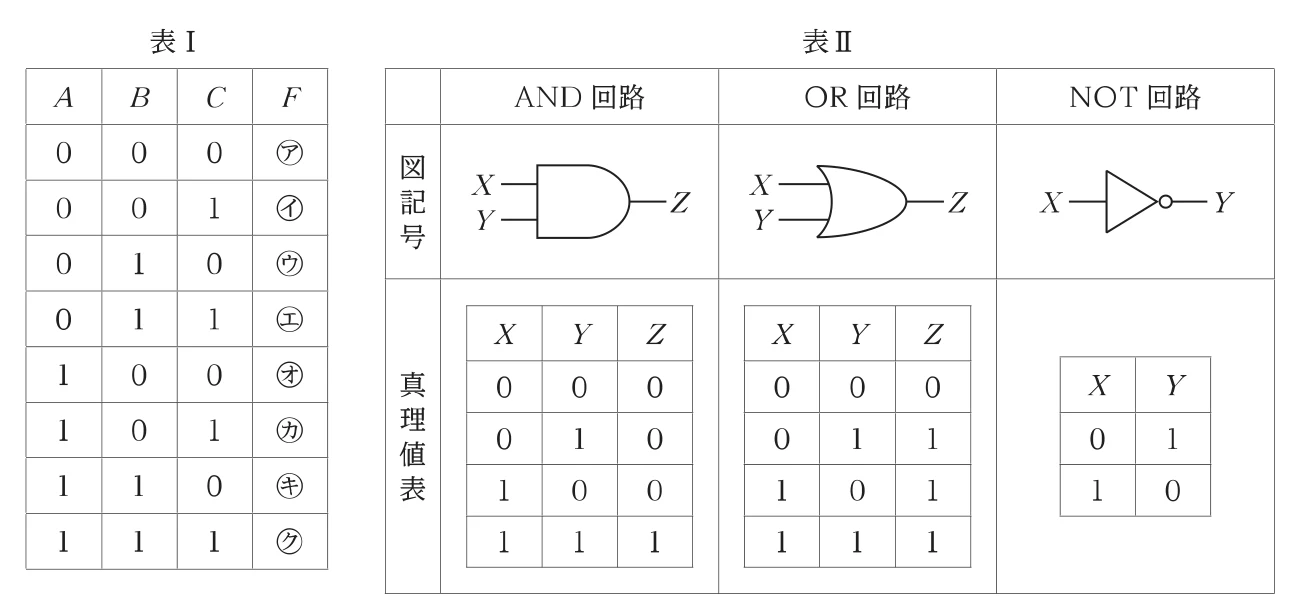 表Ⅰ
A B C F
0 0 0 ㋐
0 0 1 ㋑
0 1 0 ㋒
0 1 1 ㋓
1 0 0 ㋔
1 0 1 ㋕
1 1 0 ㋖
1 1 1 ㋗
表Ⅱ
AND 回路 OR 回路 NOT 回路
図記号
X Y Z
X Y Z
X Y
真理値表
X Y Z
0 0 0
0 1 0
1 0 0
1 1 1
X Y Z
0 0 0
0 1 1
1 0 1
1 1 1
X Y
0 1
1 0